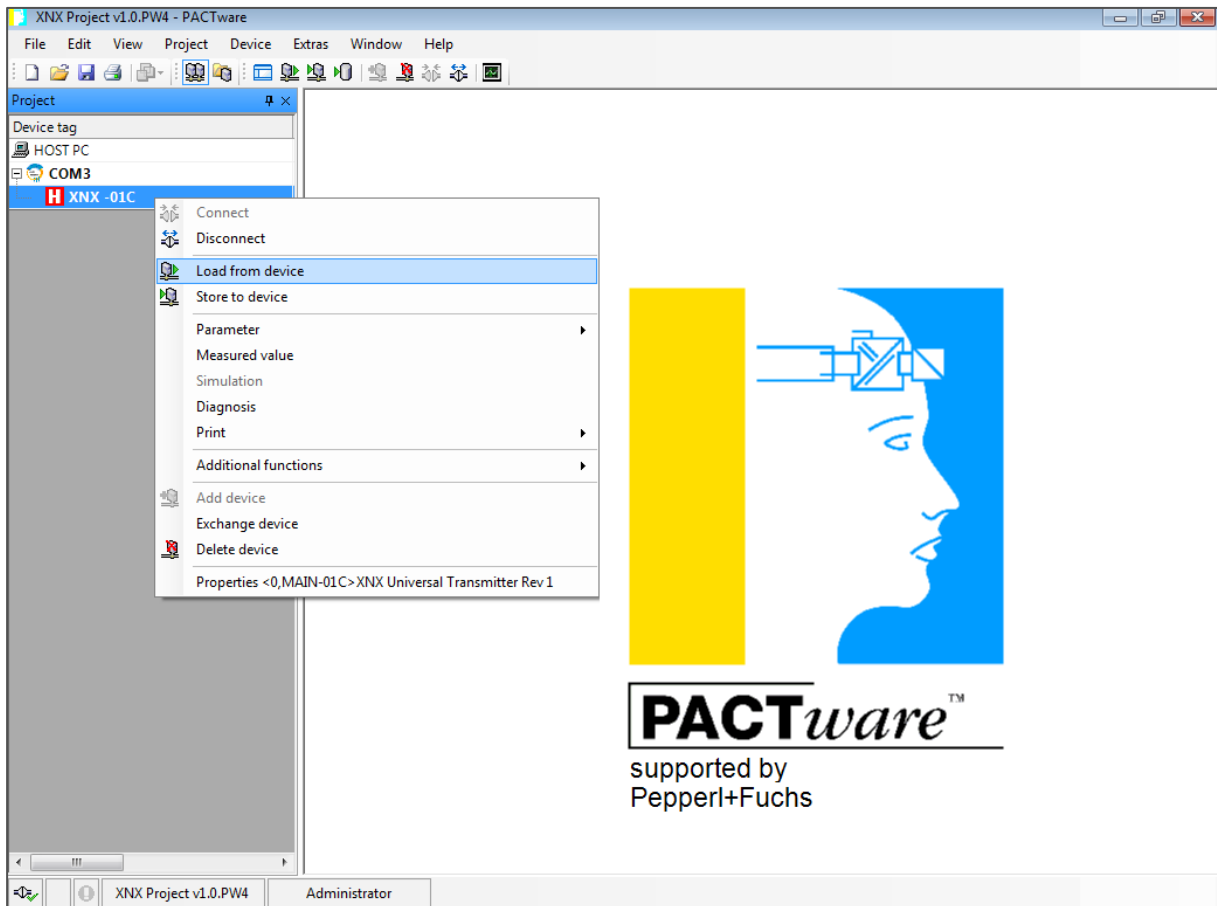 XNX Project v1.0.PW4 - PACTware
File Edit View Project Device Extras Window Help
Project
Device tag
HOST PC
COM3
H XNX -01C
Connect
Disconnect
Load from device
Store to device
Parameter
Measured value
Simulation
Diagnosis
Print
Additional functions
Add device
Exchange device
Delete device
Properties <0,MAIN-01C>XNX Universal Transmitter Rev 1
PACTware™
supported by
Pepperl+Fuchs
XNX Project v1.0.PW4 Administrator